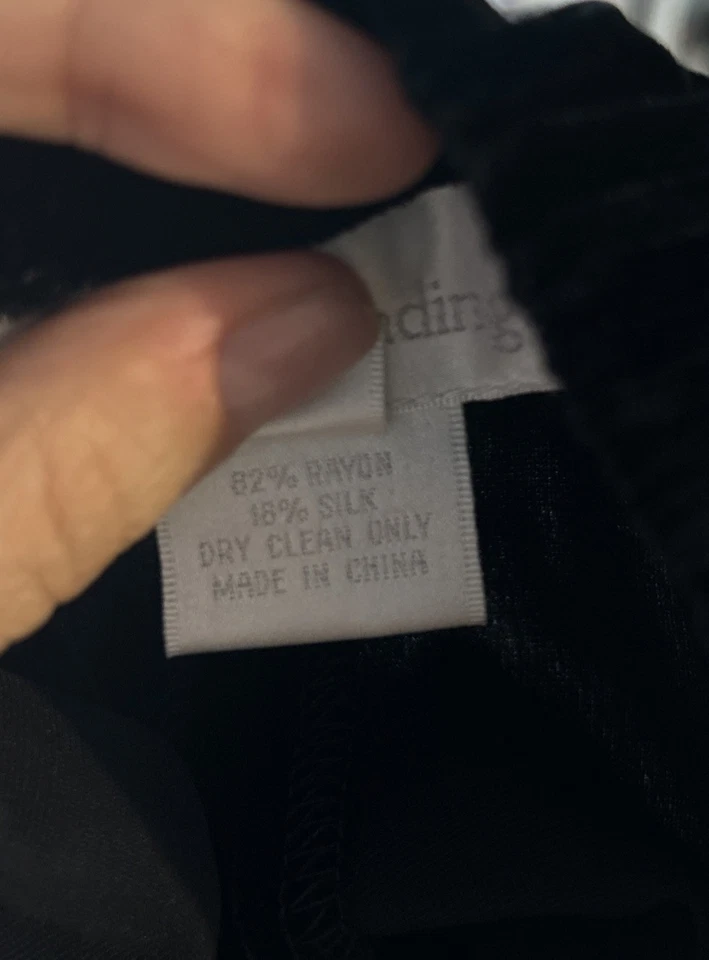 82% RAYON
18% SILK
DRY CLEAN ONLY
MADE IN CHINA